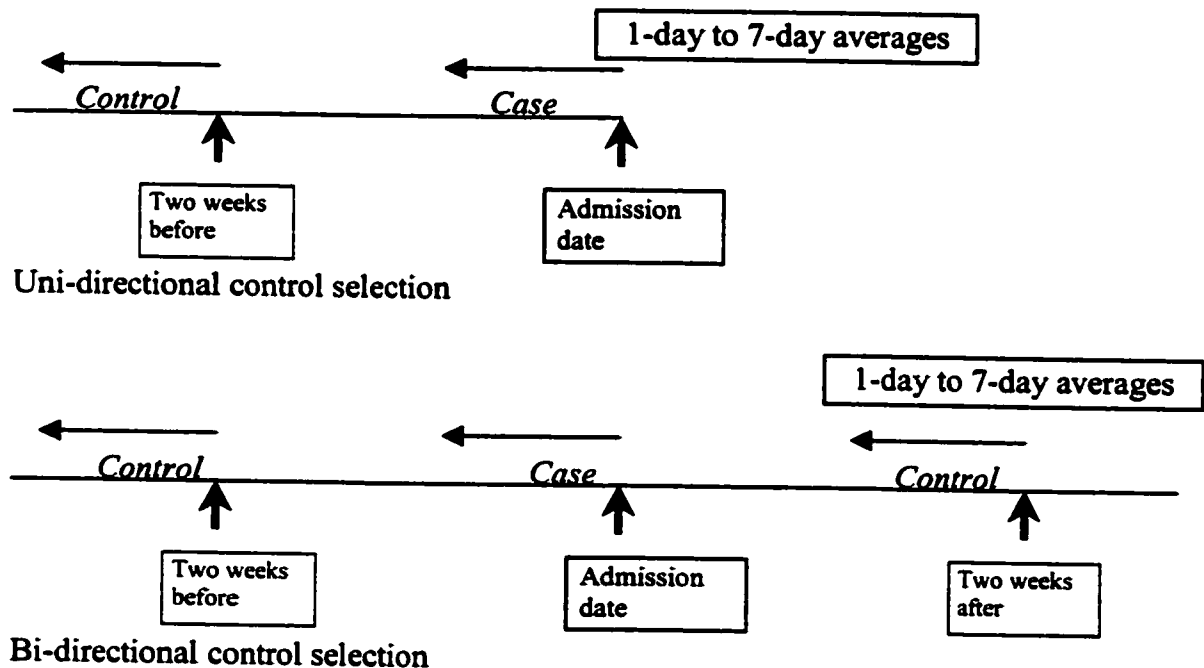 1-day to 7-day averages
Control
Case
Two weeks
before
Admission
date
Uni-directional control selection
1-day to 7-day averages
Control
Case
Control
Two weeks
before
Admission
date
Two weeks
after
Bi-directional control selection